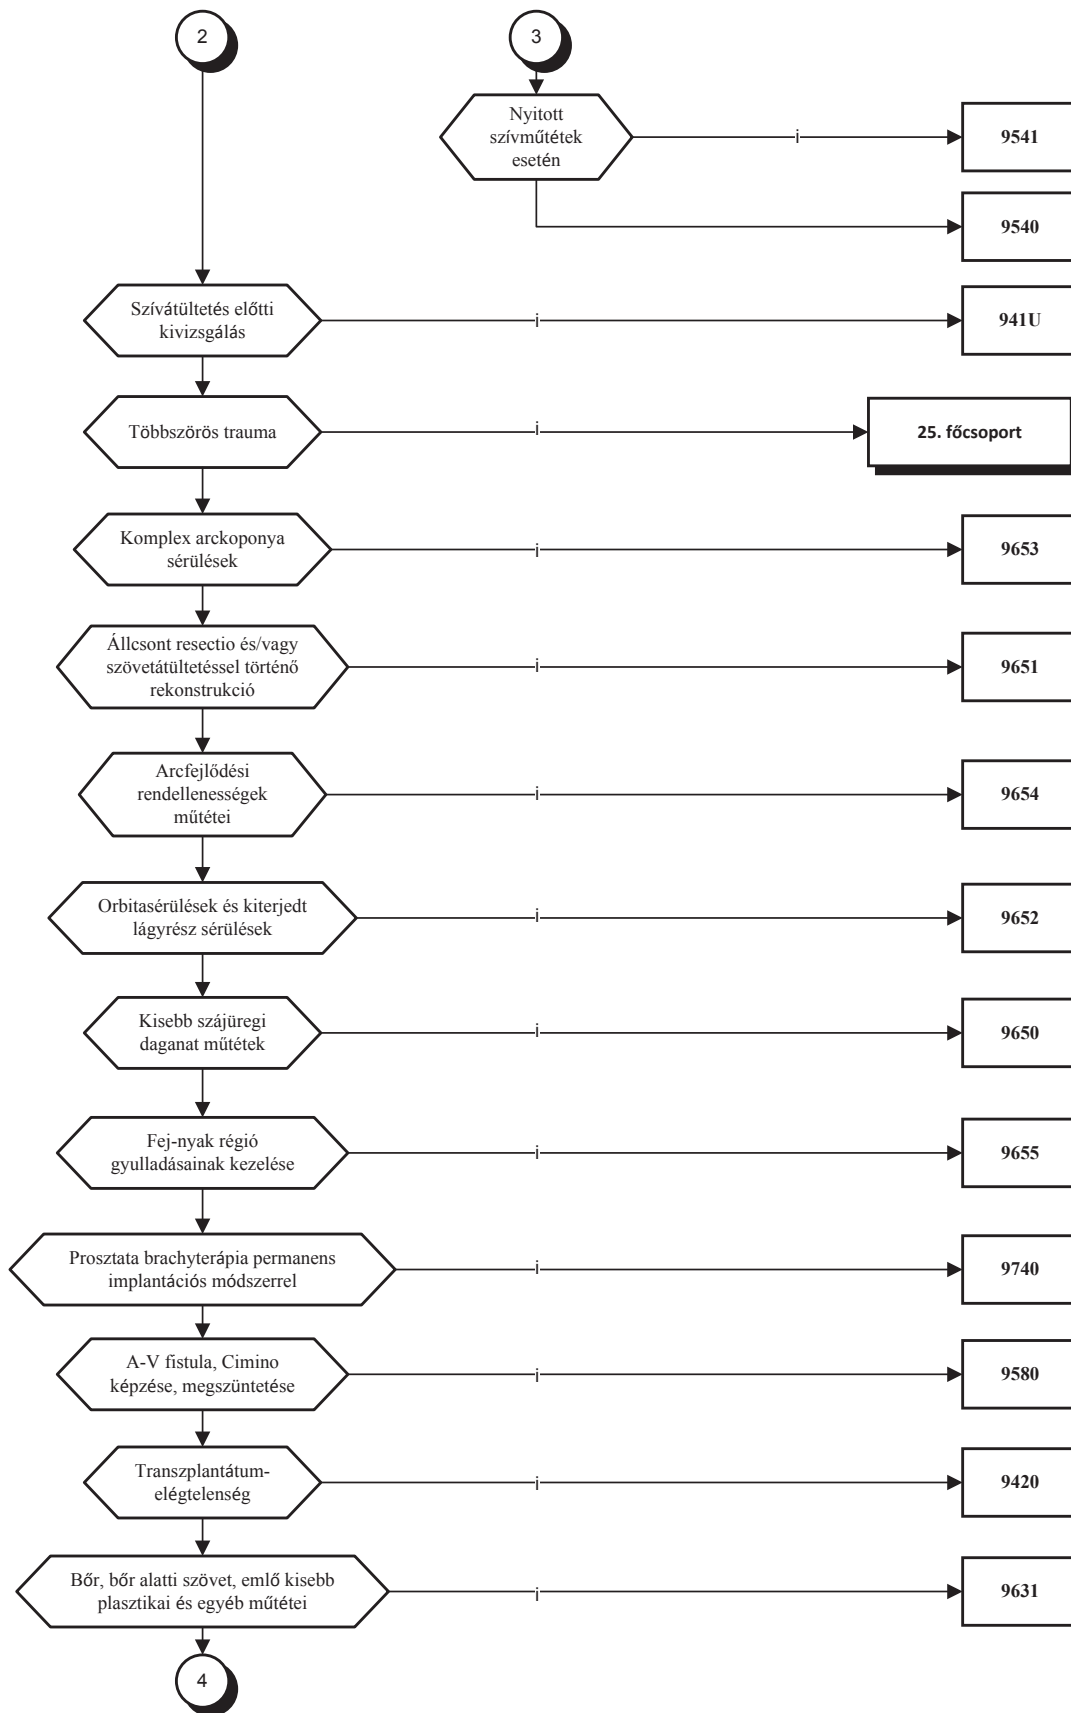 2
3
Nyitott
szívműtétek
esetén
i
9541
9540
Szívátültetés előtti
kivizsgálás
i
941U
Többszörös trauma
i
25. főcsoport
Komplex arckoponya
sérülések
i
9653
Állcsont resectio és/vagy
szövetátültetéssel történő
rekonstrukció
i
9651
Arcfejlődési
rendellenességek
műtétei
i
9654
Orbitasérülések és kiterjedt
lágyrész sérülések
i
9652
Kisebb szájüregi
daganat műtétek
i
9650
Fej-nyak régió
gyulladásainak kezelése
i
9655
Prosztata brachyterápia permanens
implantációs módszerrel
i
9740
A-V fistula, Cimino
képzése, megszüntetése
i
9580
Transzplantátum-
elégtelenség
i
9420
Bőr, bőr alatti szövet, emlő kisebb
plasztikai és egyéb műtétei
i
9631
4